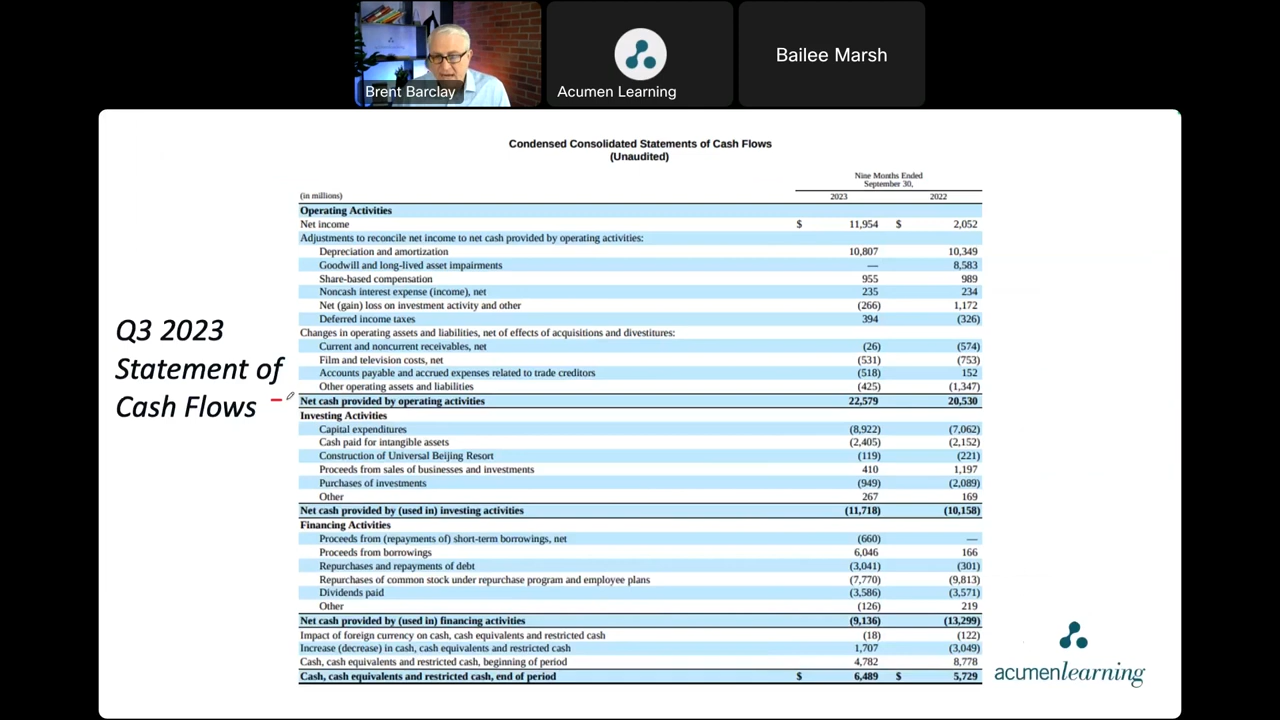 Brent Barclay
Acumen Learning
Bailee Marsh
Condensed Consolidated Statements of Cash Flows
(Unaudited)
Nine Months Ended
September 30,
(in millions) 2023 2022
Operating Activities
Net income $ 11,954 $ 2,052
Adjustments to reconcile net income to net cash provided by operating activities:
Depreciation and amortization 10,807 10,349
Goodwill and long-lived asset impairments — 8,583
Share-based compensation 955 989
Noncash interest expense (income), net 235 234
Net (gain) loss on investment activity and other (266) 1,172
Deferred income taxes 394 (326)
Changes in operating assets and liabilities, net of effects of acquisitions and divestitures:
Current and noncurrent receivables, net (26) (574)
Film and television costs, net (531) (753)
Accounts payable and accrued expenses related to trade creditors (518) 152
Other operating assets and liabilities (425) (1,347)
Net cash provided by operating activities 22,579 20,530
Investing Activities
Capital expenditures (8,922) (7,062)
Cash paid for intangible assets (2,405) (2,152)
Construction of Universal Beijing Resort (119) (221)
Proceeds from sales of businesses and investments 410 1,197
Purchases of investments (949) (2,089)
Other 267 169
Net cash provided by (used in) investing activities (11,718) (10,158)
Financing Activities
Proceeds from (repayments of) short-term borrowings, net (660) —
Proceeds from borrowings 6,046 166
Repurchases and repayments of debt (3,041) (301)
Repurchases of common stock under repurchase program and employee plans (7,770) (9,813)
Dividends paid (3,586) (3,571)
Other (126) 219
Net cash provided by (used in) financing activities (9,136) (13,299)
Impact of foreign currency on cash, cash equivalents and restricted cash (18) (122)
Increase (decrease) in cash, cash equivalents and restricted cash 1,707 (3,049)
Cash, cash equivalents and restricted cash, beginning of period 4,782 8,778
Cash, cash equivalents and restricted cash, end of period $ 6,489 $ 5,729
Q3 2023
Statement of
Cash Flows
acumenlearning